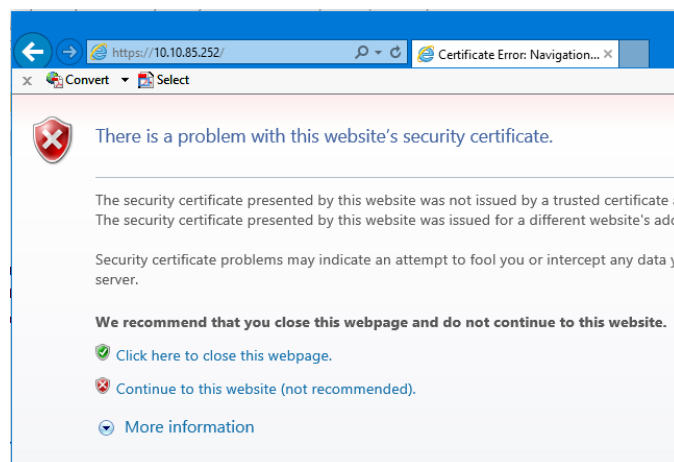 https://10.10.85.252/
Certificate Error: Navigation...
x Convert Select
There is a problem with this website's security certificate.
The security certificate presented by this website was not issued by a trusted certificate
The security certificate presented by this website was issued for a different website's
Security certificate problems may indicate an attempt to fool you or intercept any data
server.
We recommend that you close this webpage and do not continue to this website.
Click here to close this webpage.
Continue to this website (not recommended).
More information